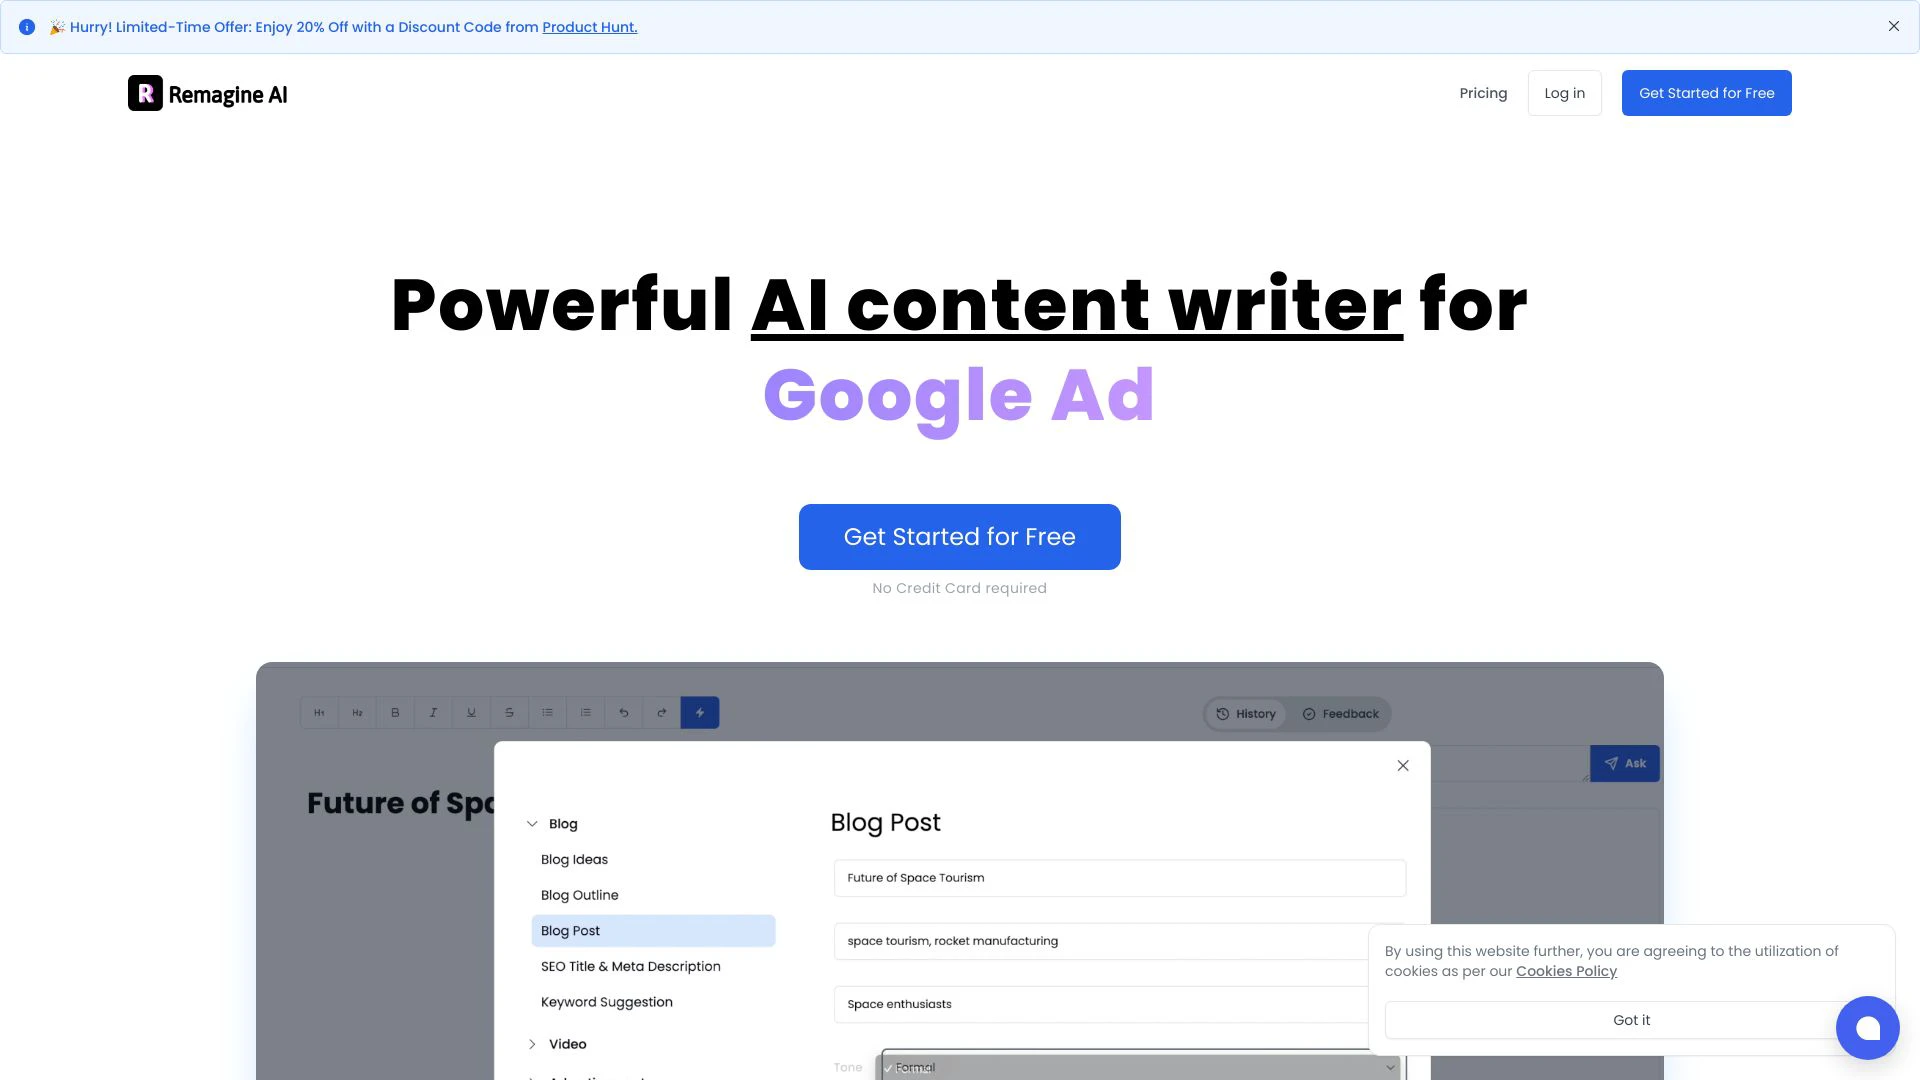 🎉 Hurry! Limited-Time Offer: Enjoy 20% Off with a Discount Code from Product Hunt.
R Remagine AI
Pricing
Log in
Get Started for Free
Powerful AI content writer for
Google Ad
Get Started for Free
No Credit Card required
H1 H2 B I U S
History
Feedback
Ask
Future of Spo
Blog
Blog Ideas
Blog Outline
Blog Post
SEO Title & Meta Description
Keyword Suggestion
Video
Blog Post
Future of Space Tourism
space tourism, rocket manufacturing
Space enthusiasts
Tone
Formal
By using this website further, you are agreeing to the utilization of
cookies as per our Cookies Policy
Got it